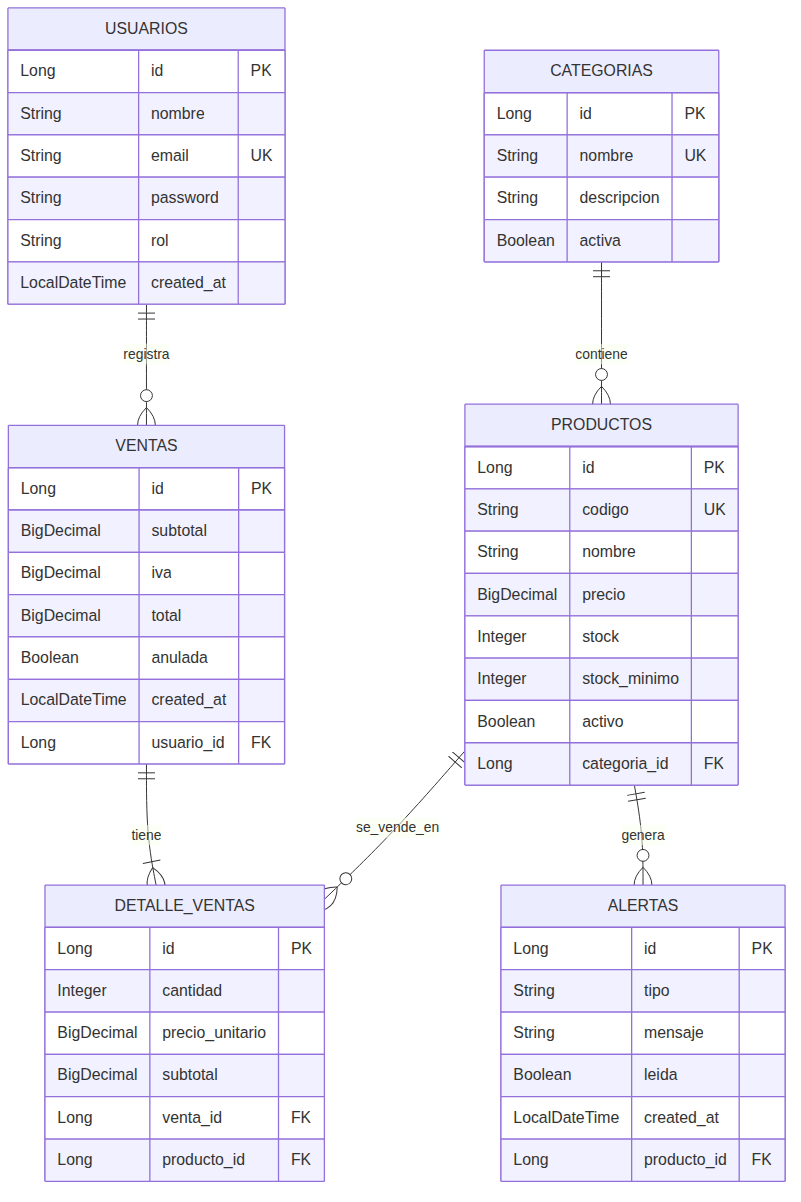 USUARIOS
Long id PK
String nombre
String email UK
String password
String rol
LocalDateTime created_at
CATEGORIAS
Long id PK
String nombre UK
String descripcion
Boolean activa
registra
contiene
VENTAS
Long id PK
BigDecimal subtotal
BigDecimal iva
BigDecimal total
Boolean anulada
LocalDateTime created_at
Long usuario_id FK
PRODUCTOS
Long id PK
String codigo UK
String nombre
BigDecimal precio
Integer stock
Integer stock_minimo
Boolean activo
Long categoria_id FK
tiene
se_vende_en
genera
DETALLE_VENTAS
Long id PK
Integer cantidad
BigDecimal precio_unitario
BigDecimal subtotal
Long venta_id FK
Long producto_id FK
ALERTAS
Long id PK
String tipo
String mensaje
Boolean leida
LocalDateTime created_at
Long producto_id FK